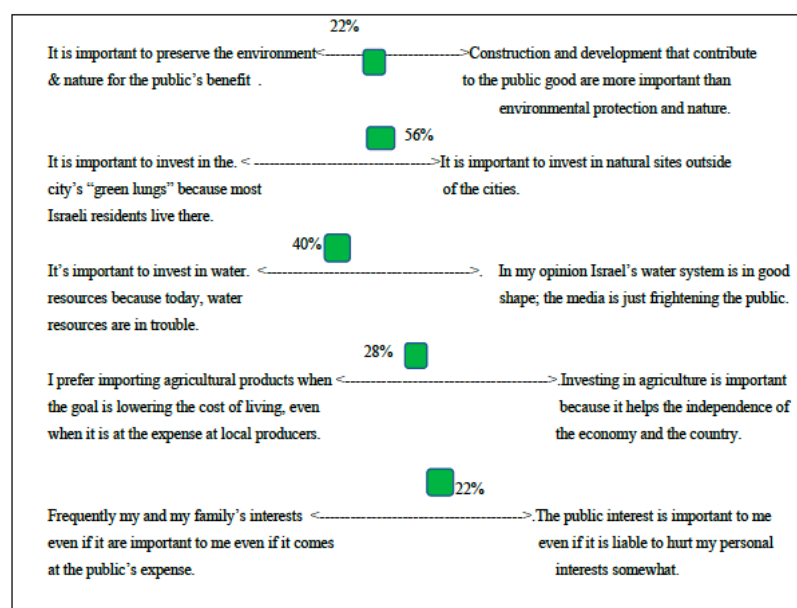 22%
It is important to preserve the environment <-------------------------> Construction and development that contribute
& nature for the public’s benefit . to the public good are more important than
environmental protection and nature.
56%
It is important to invest in the. < --------------------------------> It is important to invest in natural sites outside
city’s “green lungs” because most of the cities.
Israeli residents live there.
40%
It’s important to invest in water. <-------------------------------------->. In my opinion Israel’s water system is in good
resources because today, water shape; the media is just frightening the public.
resources are in trouble.
28%
I prefer importing agricultural products when <-------------------------------------->. Investing in agriculture is important
the goal is lowering the cost of living, even because it helps the independence of
when it is at the expense at local producers. the economy and the country.
22%
Frequently my and my family’s interests <-------------------------------------->. The public interest is important to me
even if it are important to me even if it comes even if it is liable to hurt my personal
at the public’s expense. interests somewhat.